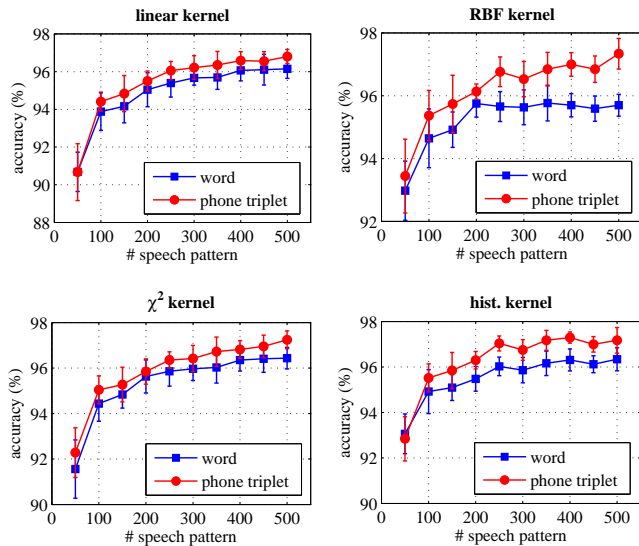 linear kernel
98
96
94
92
90
88
accuracy (%)
word
phone triplet
0 100 200 300 400 500
# speech pattern
RBF kernel
98
96
94
92
accuracy (%)
word
phone triplet
0 100 200 300 400 500
# speech pattern
χ² kernel
98
96
94
92
90
accuracy (%)
word
phone triplet
0 100 200 300 400 500
# speech pattern
hist. kernel
98
96
94
92
90
accuracy (%)
word
phone triplet
0 100 200 300 400 500
# speech pattern